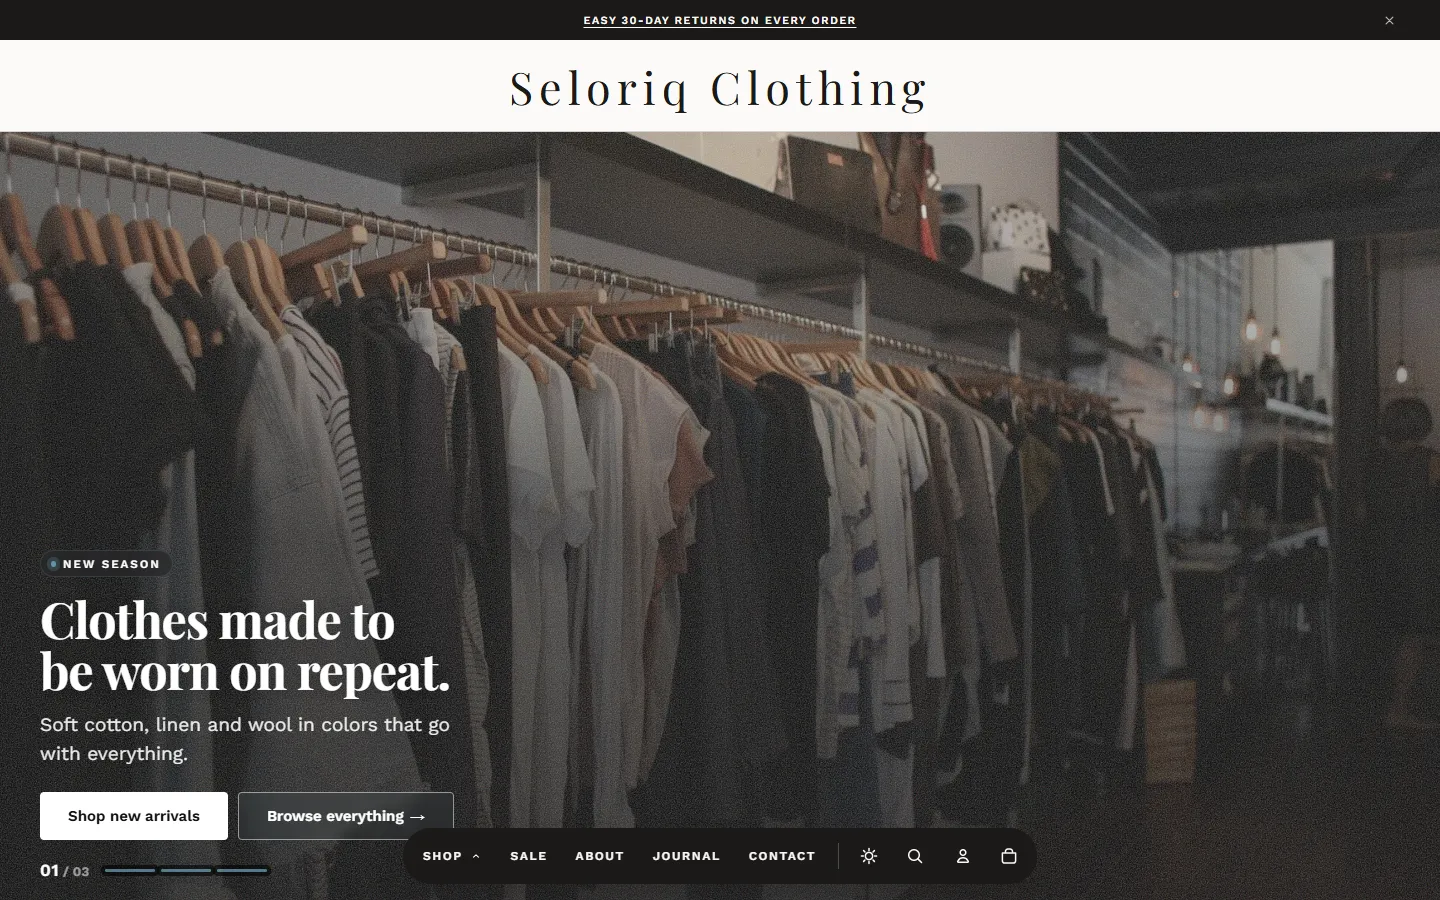 EASY 30-DAY RETURNS ON EVERY ORDER
Seloriq Clothing
NEW SEASON
Clothes made to
be worn on repeat.
Soft cotton, linen and wool in colors that go
with everything.
Shop new arrivals
Browse everything →
SHOP SALE ABOUT JOURNAL CONTACT
01 / 03